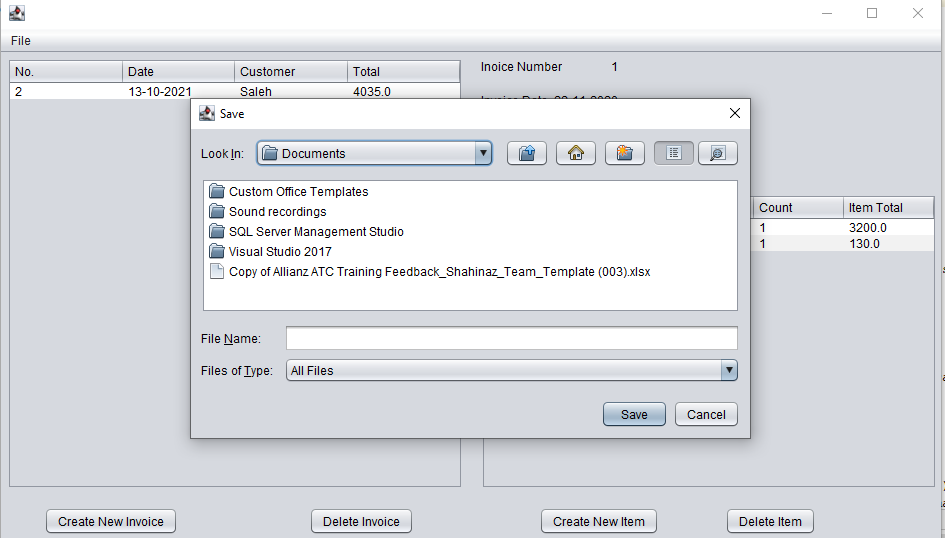 File
No. Date Customer Total
2 13-10-2021 Saleh 4035.0
Inoice Number 1
Save
Look In: Documents
Custom Office Templates
Sound recordings
SQL Server Management Studio
Visual Studio 2017
Copy of Allianz ATC Training Feedback_Shahinaz_Team_Template (003).xlsx
File Name:
Files of Type: All Files
Save Cancel
Count Item Total
1 3200.0
1 130.0
Create New Invoice Delete Invoice Create New Item Delete Item